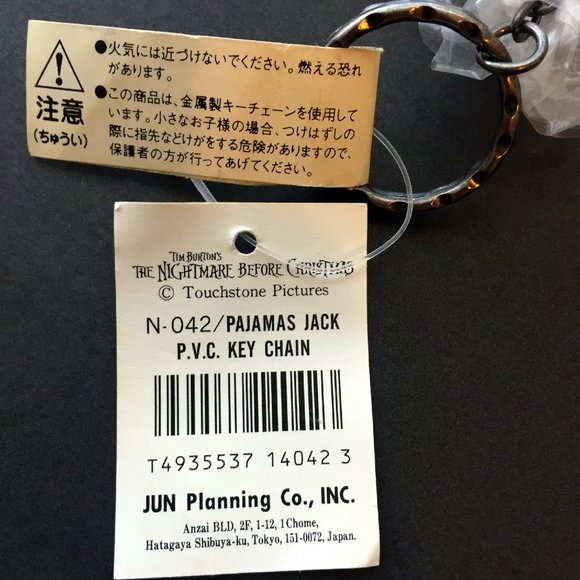 ●火気には近づけないでください。燃える恐れ
があります。
●この商品は、金属製キーチェーンを使用して
います。小さなお子様の場合、つけはずしの
際に指先などけがをする危険がありますので、
保護者の方が行ってあげてください。
注意
(ちゅうい)
TIM BURTON'S
THE NIGHTMARE BEFORE CHRISTMAS
© Touchstone Pictures
N-042/PAJAMAS JACK
P.V.C. KEY CHAIN
T4935537 14042 3
JUN Planning Co., INC.
Anzai BLD, 2F, 1-12, 1Chome,
Hatagaya Shibuya-ku, Tokyo, 151-0072, Japan.